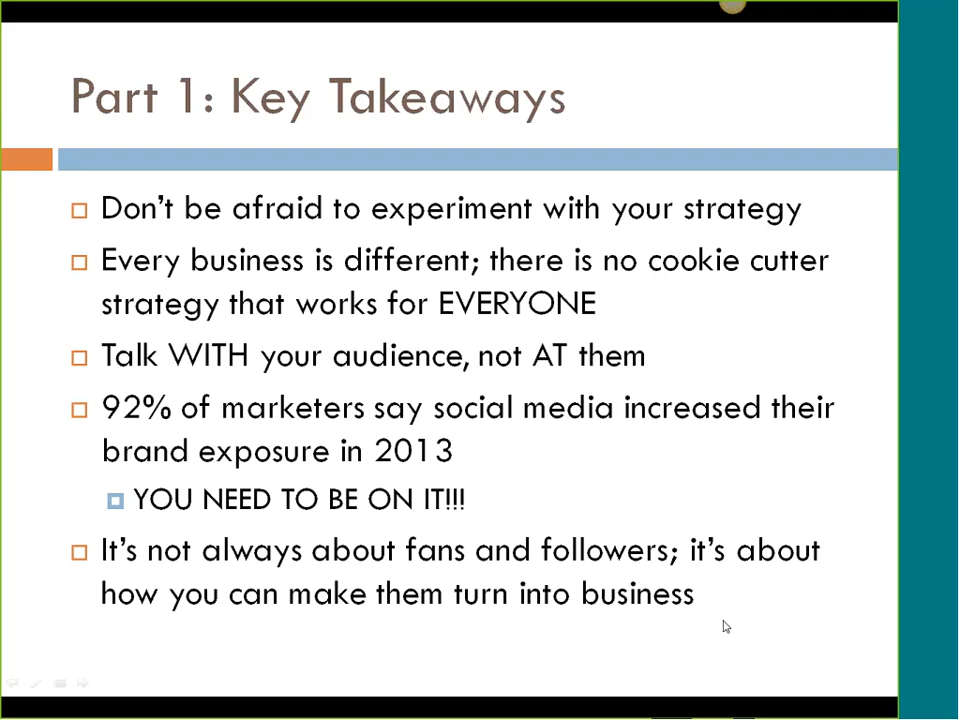 Part 1: Key Takeaways
Don't be afraid to experiment with your strategy
Every business is different; there is no cookie cutter
strategy that works for EVERYONE
Talk WITH your audience, not AT them
92% of marketers say social media increased their
brand exposure in 2013
YOU NEED TO BE ON IT!!!
It's not always about fans and followers; it's about
how you can make them turn into business